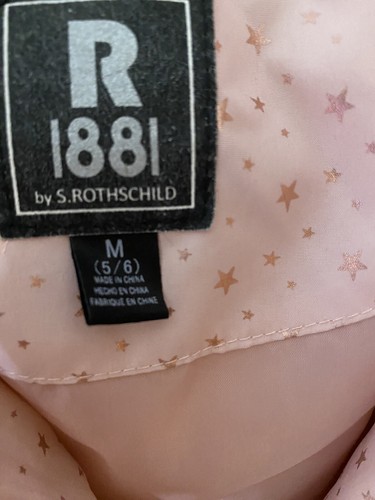 R
1881
by S.ROTHSCHILD
M
(5/6)
MADE IN CHINA
HECHO EN CHINA
FABRIQUE EN CHINE